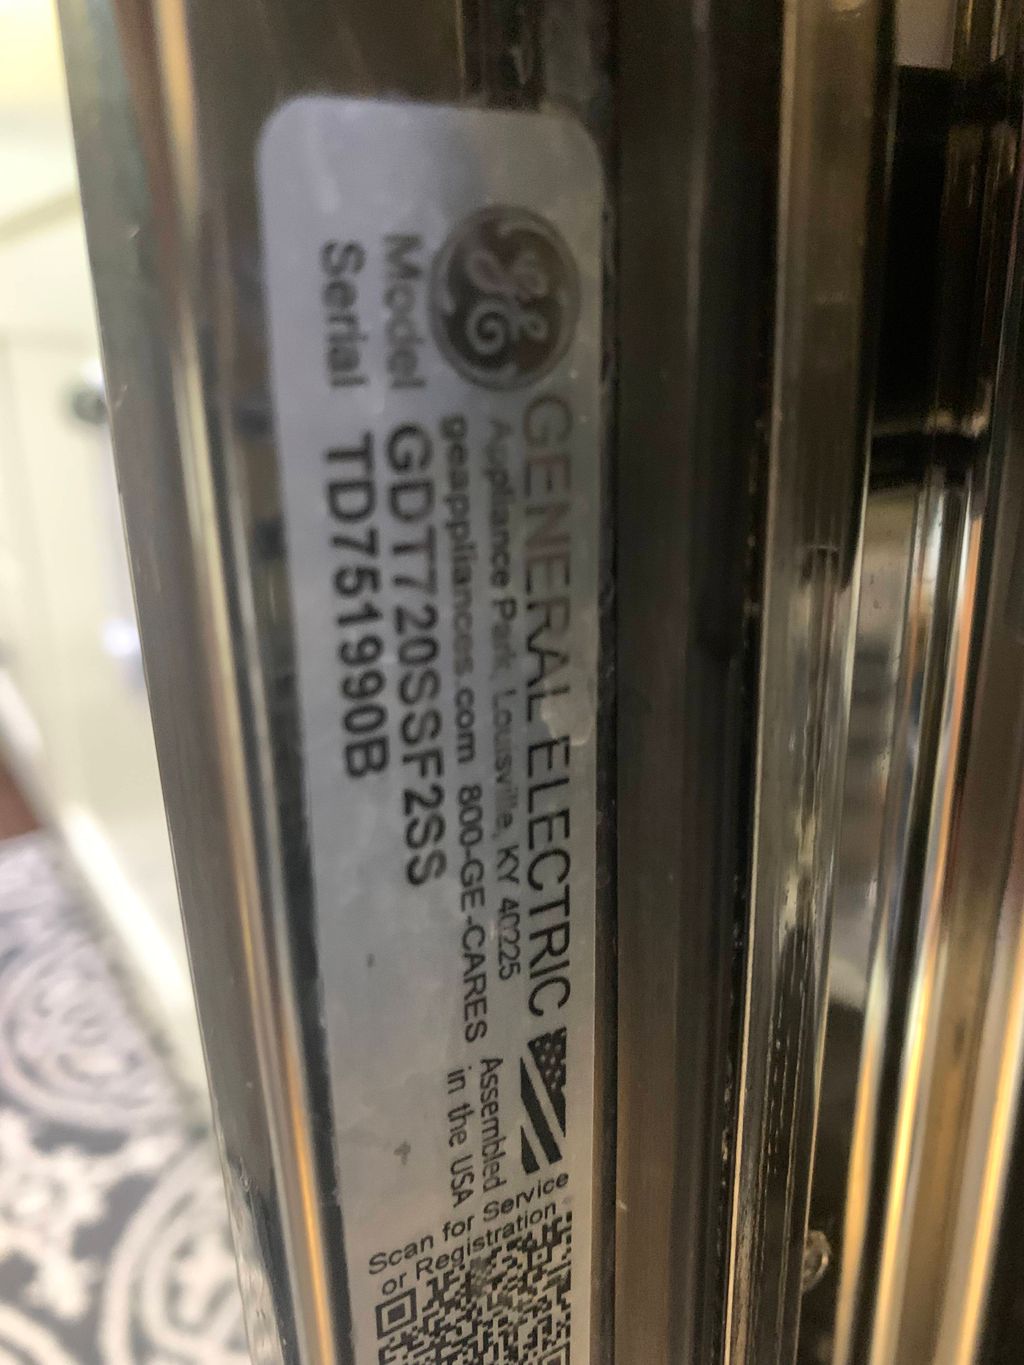 GE
GENERAL ELECTRIC
Appliance Park, Louisville, KY 40225
geappliances.com 800-GE-CARES
Assembled
in the USA
Model GDT720SSF2SS
Serial TD751990B
Scan for Service
or Registration